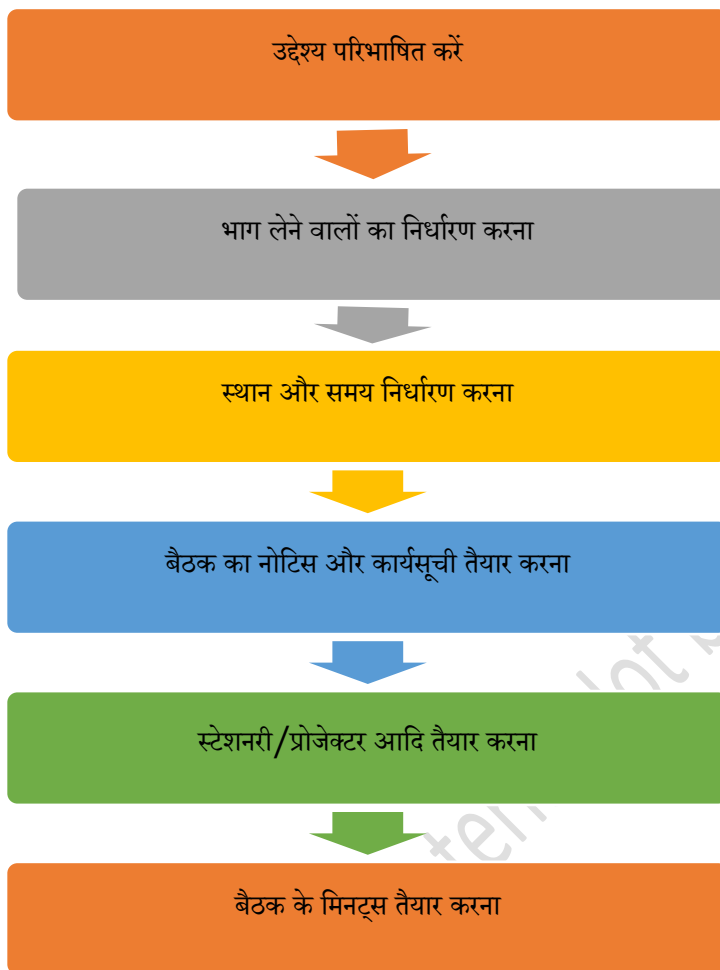 उद्देश्य परिभाषित करें
भाग लेने वालों का निर्धारण करना
स्थान और समय निर्धारण करना
बैठक का नोटिस और कार्यसूची तैयार करना
स्टेशनरी/प्रोजेक्टर आदि तैयार करना
बैठक के मिनट्स तैयार करना